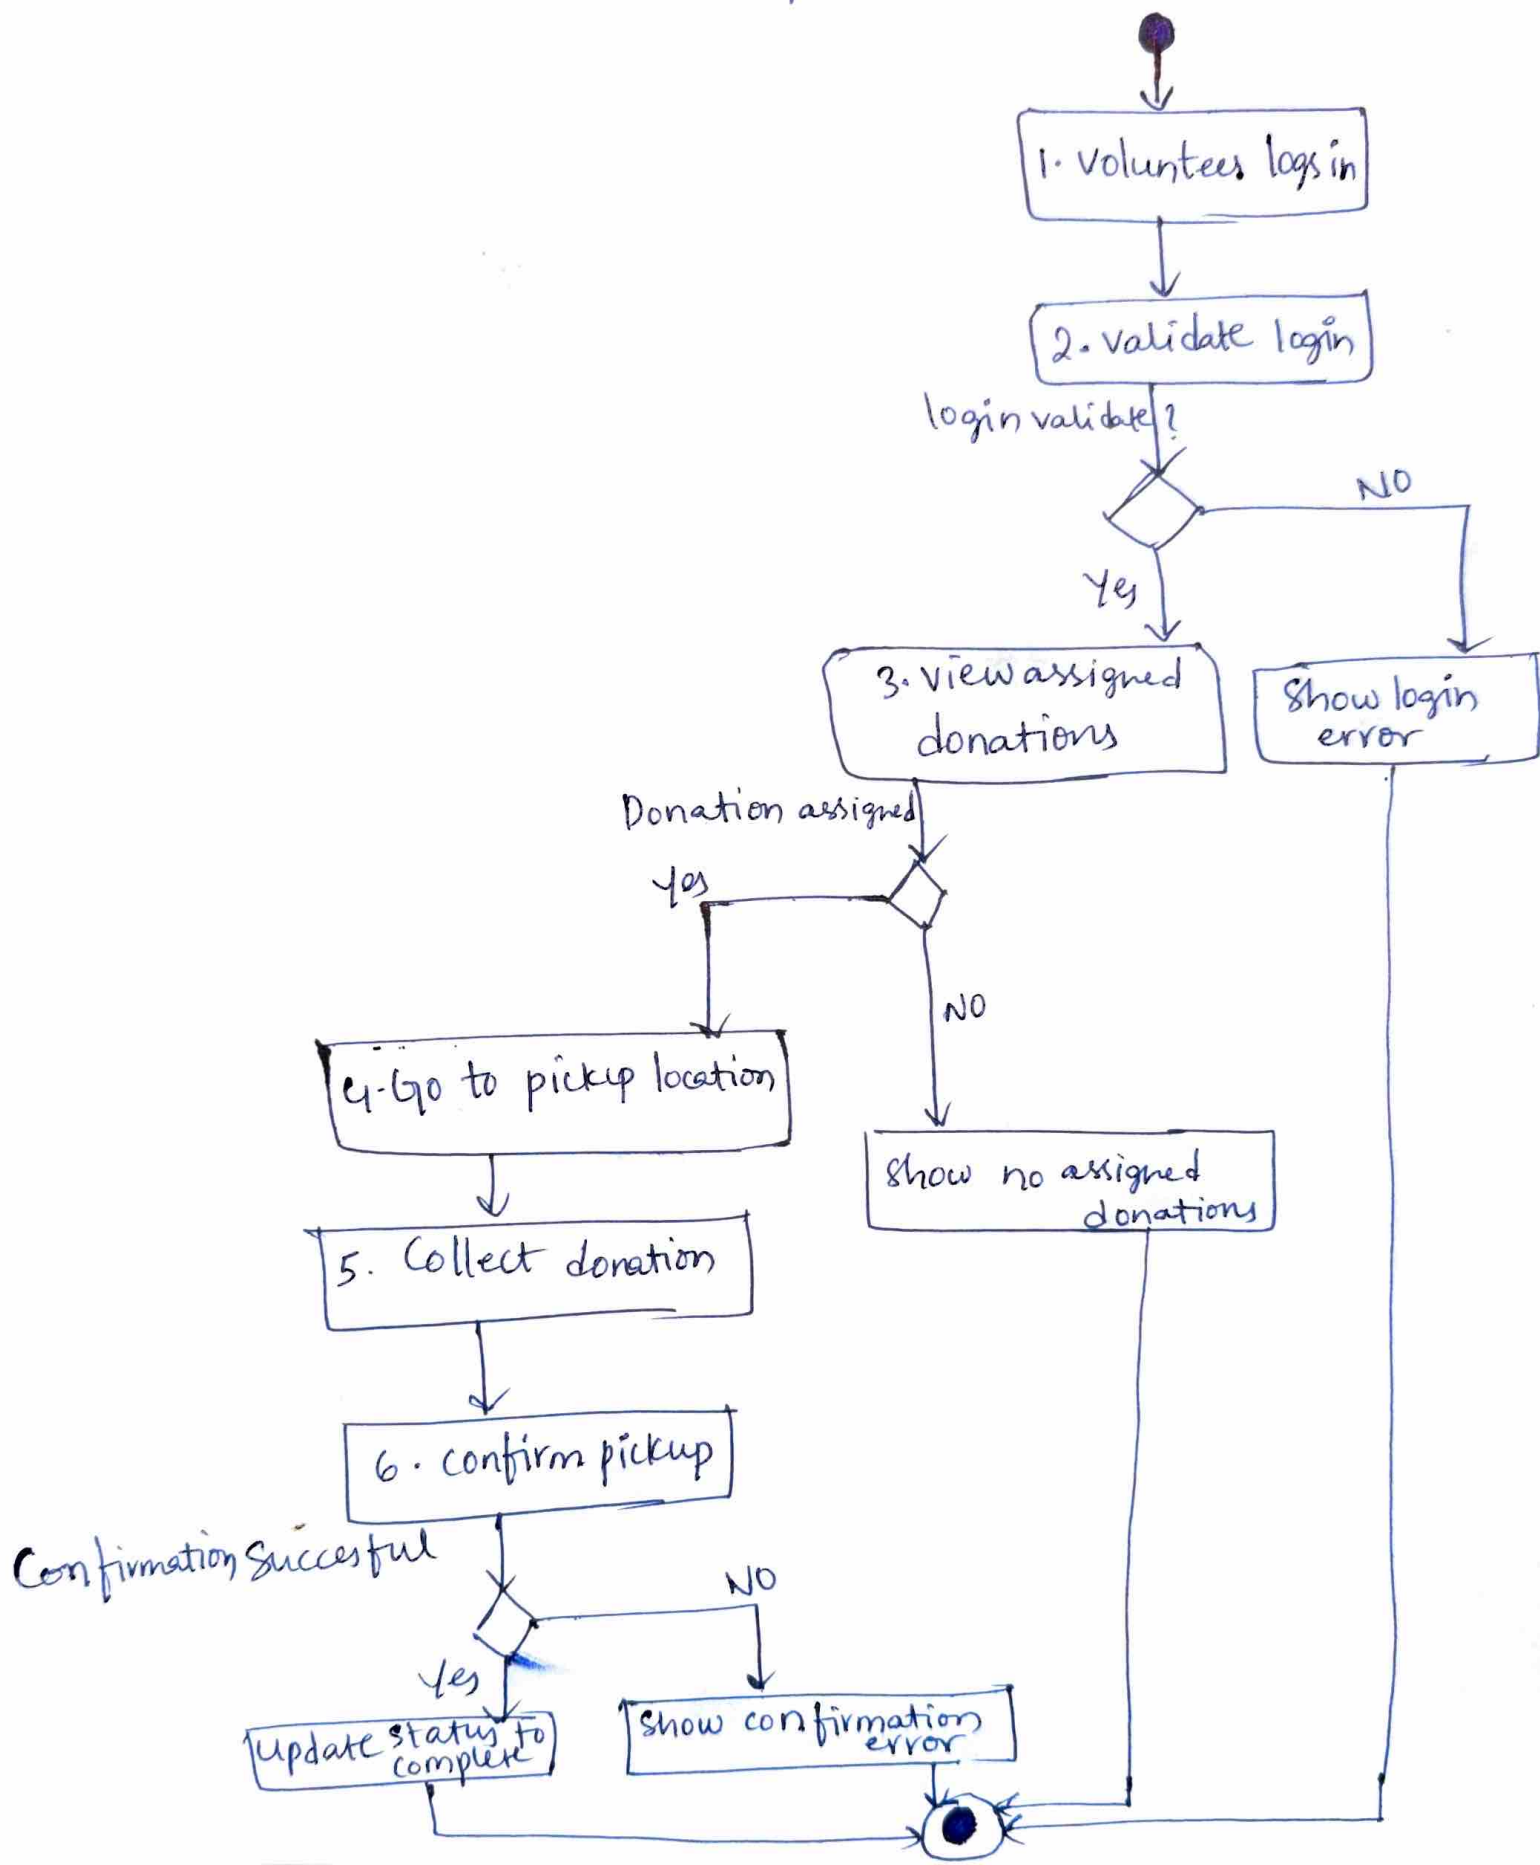 1. Voluntees logs in
2. validate login
login validate?
NO
Yes
3. view assigned
donations
Show login
error
Donation assigned
Yes
NO
4. Go to pickup location
show no assigned
donations
5. Collect donation
6. confirm pickup
Confirmation Succesful
NO
Yes
update status to
complete
show confirmation
error